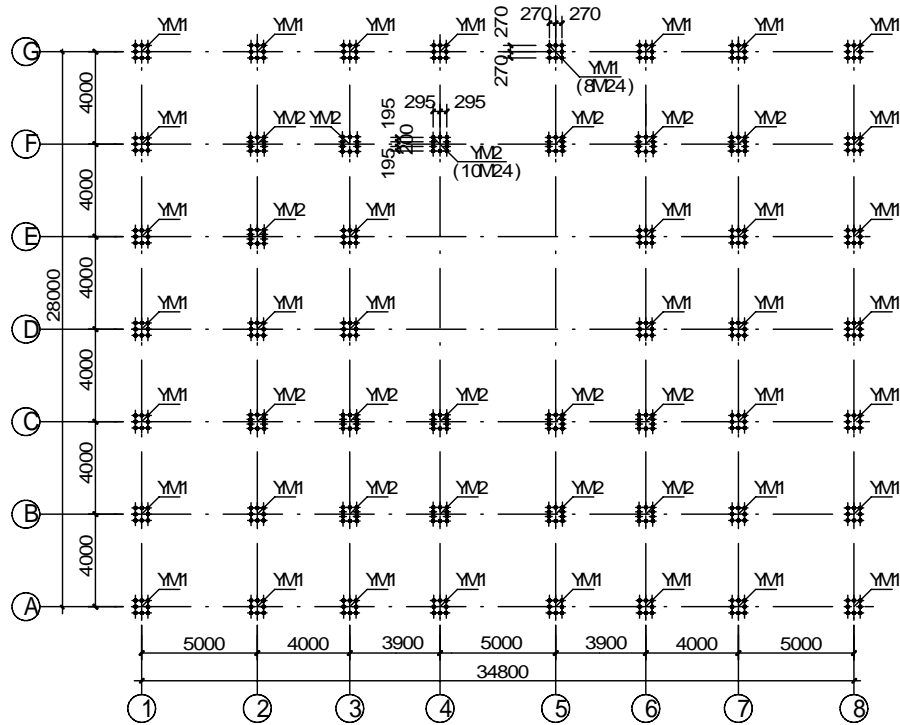 270 270
270
270
G YM1 YM1 YM1 YM1 YM1 YM1 YM1
YM1
(8M24)
4000
295 295
195
200
195
F YM1 YM2 YM2 YM2 YM2 YM1
YM2
(10M24)
4000
E YM1 YM2 YM1 YM1 YM1 YM1
4000
28000
D YM1 YM1 YM1 YM1 YM1 YM1
4000
C YM1 YM2 YM2 YM2 YM2 YM2 YM1 YM1
4000
B YM1 YM1 YM2 YM2 YM2 YM2 YM1 YM1
4000
A YM1 YM1 YM1 YM1 YM1 YM1 YM1 YM1
5000 4000 3900 5000 3900 4000 5000
34800
1 2 3 4 5 6 7 8